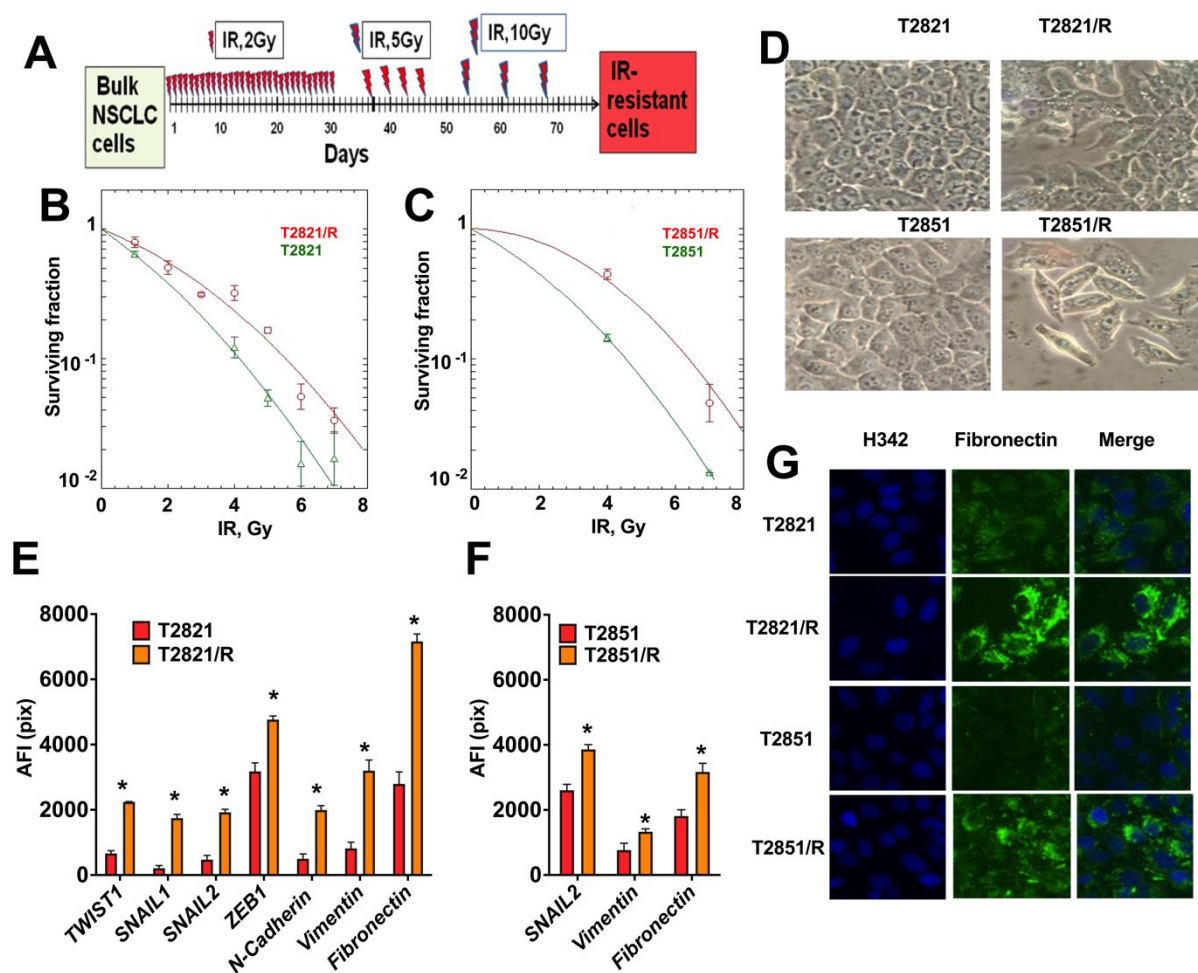 A
IR,2Gy
IR,5Gy
IR,10Gy
Bulk
NSCLC
cells
1 10 20 30 40 50 60 70
Days
IR-
resistant
cells
B
T2821/R
T2821
1
10 -1
10 -2
Surviving fraction
0 2 4 6 8
IR, Gy
C
T2851/R
T2851
1
10 -1
10 -2
Surviving fraction
0 2 4 6 8
IR, Gy
D
T2821 T2821/R
T2851 T2851/R
E
T2821
T2821/R
8000
6000
4000
2000
0
AFI (pix)
* * * * * * *
TWIST1
SNAIL1
SNAIL2
ZEB1
N-Cadherin
Vimentin
Fibronectin
F
T2851
T2851/R
8000
6000
4000
2000
0
AFI (pix)
* * *
SNAIL2
Vimentin
Fibronectin
G
H342 Fibronectin Merge
T2821
T2821/R
T2851
T2851/R